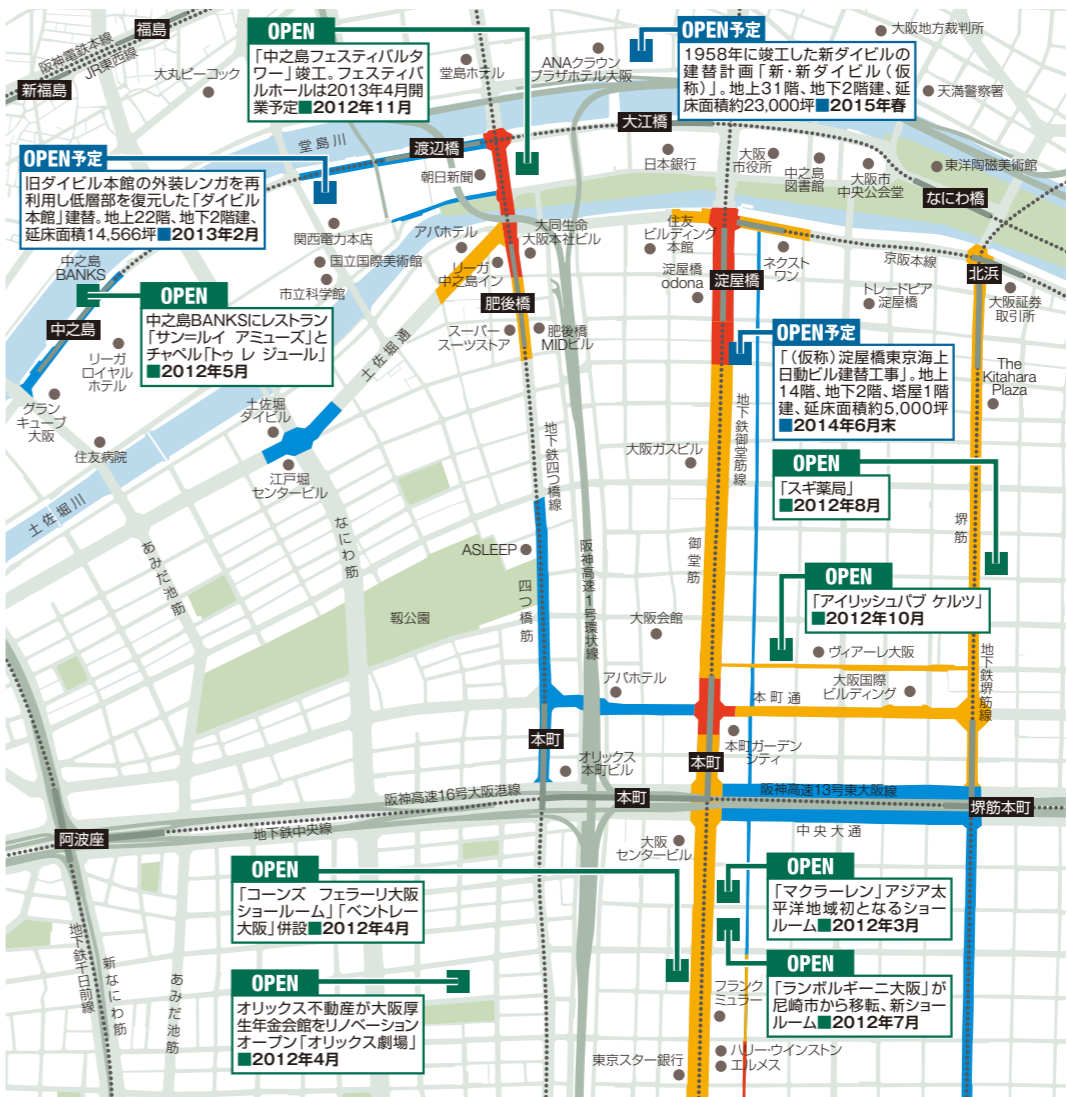 福島
阪神電鉄本線
JR東西線
新福島
大丸ピーコック
OPEN
「中之島フェスティバルタ
ワー」竣工。フェスティバ
ルホールは2013年4月開
業予定■2012年11月
堂島ホテル
ANAクラウン
プラザホテル大阪
OPEN予定
1958年に竣工した新ダイビルの
建替計画「新・新ダイビル(仮
称)」。地上31階、地下2階建、延
床面積約23,000坪■2015年春
大阪地方裁判所
天満警察署
堂島川
渡辺橋
大江橋
朝日新聞
日本銀行
大阪
市役所
中之島
図書館
大阪市
中央公会堂
東洋陶磁美術館
なにわ橋
OPEN予定
旧ダイビル本館の外装レンガを再
利用し低層部を復元した「ダイビル
本館」建替。地上22階、地下2階建、
延床面積14,566坪■2013年2月
関西電力本店
国立国際美術館
市立科学館
アパホテル
リーガ
中之島イン
大同生命
大阪本社ビル
住友
ビルディング
本館
淀屋橋
odona
淀屋橋
ネクスト
ワン
京阪本線
北浜
トレードピア
淀屋橋
大阪証券
取引所
中之島
BANKS
中之島
OPEN
中之島BANKSにレストラン
「サン=ルイ アミューズ」と
チャペル「トゥ レ ジュール」
■2012年5月
リーガ
ロイヤル
ホテル
グラン
キューブ
大阪
住友病院
肥後橋
スーパー
スーツストア
肥後橋
MIDビル
土佐堀通
土佐堀
ダイビル
江戸堀
センタービル
土佐堀川
OPEN予定
「(仮称)淀屋橋東京海上
日動ビル建替工事」。地上
14階、地下2階、塔屋1階
建、延床面積約5,000坪
■2014年6月末
The
Kitahara
Plaza
地下鉄四つ橋線
地下鉄御堂筋線
大阪ガスビル
OPEN
「スギ薬局」
■2012年8月
堺筋
あみだ池筋
なにわ筋
ASLEEP
四つ橋筋
阪神高速1号環状線
御堂筋
靱公園
大阪会館
OPEN
「アイリッシュパブ ケルツ」
■2012年10月
ヴィアーレ大阪
大阪国際
ビルディング
地下鉄堺筋線
アパホテル
本町通
本町
オリックス
本町ビル
本町ガーデン
シティ
本町
本町
阪神高速16号大阪港線
阪神高速13号東大阪線
堺筋本町
阿波座
地下鉄中央線
中央大通
大阪
センタービル
OPEN
「コーンズ フェラーリ大阪
ショールーム」「ベントレー
大阪」併設■2012年4月
OPEN
「マクラーレン」アジア太
平洋地域初となるショー
ルーム■2012年3月
地下鉄千日前線
新なにわ筋
あみだ池筋
OPEN
オリックス不動産が大阪厚
生年金会館をリノベーション
オープン「オリックス劇場」
■2012年4月
OPEN
「ランボルギーニ大阪」が
尼崎市から移転、新ショー
ルーム■2012年7月
フランク
ミュラー
ハリー・ウインストン
エルメス
東京スター銀行